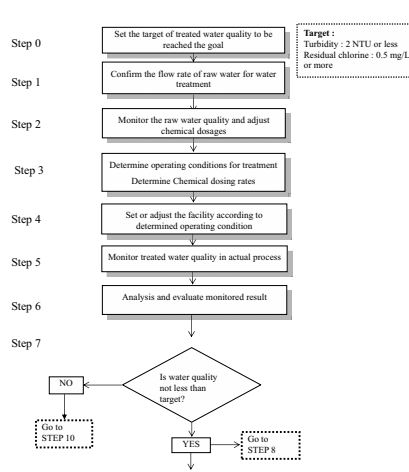 Step 0
Set the target of treated water quality to be
reached the goal
Target :
Turbidity : 2 NTU or less
Residual chlorine : 0.5 mg/L
or more
Step 1
Confirm the flow rate of raw water for water
treatment
Step 2
Monitor the raw water quality and adjust
chemical dosages
Step 3
Determine operating conditions for treatment
Determine Chemical dosing rates
Step 4
Set or adjust the facility according to
determined operating condition
Step 5
Monitor treated water quality in actual process
Step 6
Analysis and evaluate monitored result
Step 7
Is water quality
not less than
target?
NO
Go to
STEP 10
YES
Go to
STEP 8